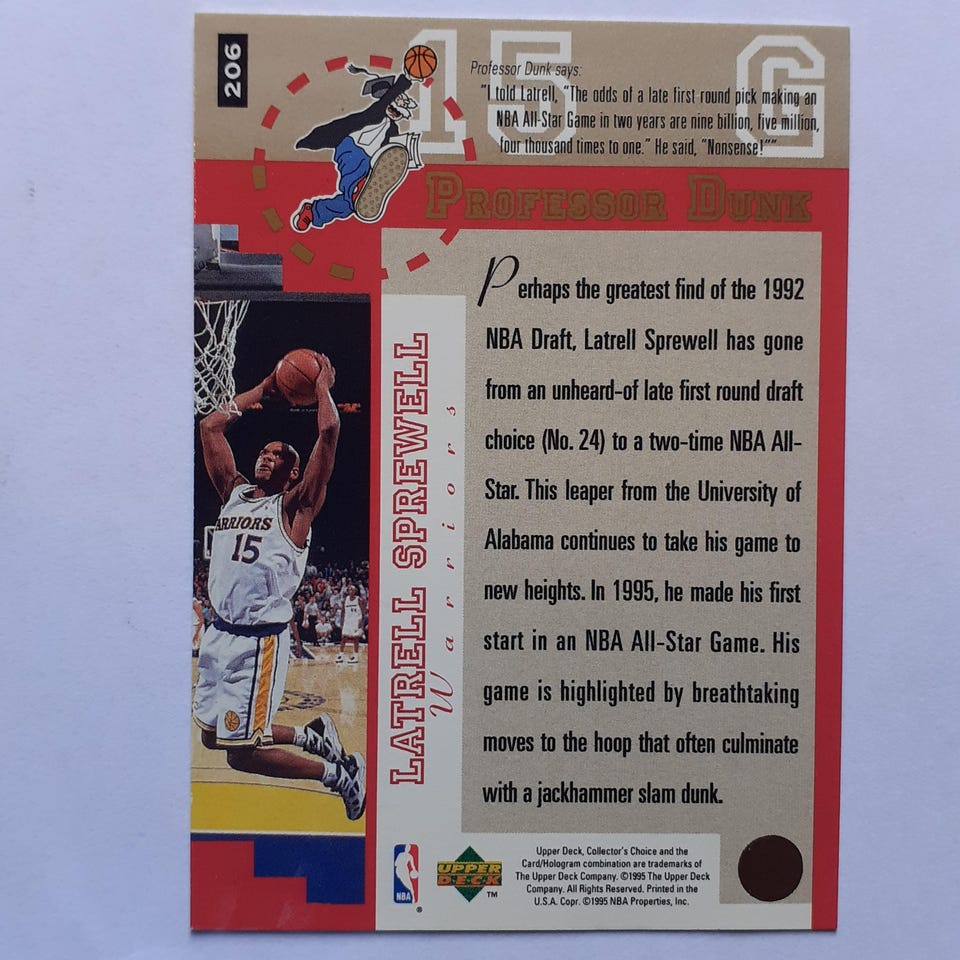 206
15 G
Professor Dunk says:
"I told Latrell, "The odds of a late first round pick making an
NBA All-Star Game in two years are nine billion, five million,
four thousand times to one." He said, "Nonsense!""
PROFESSOR DUNK
Perhaps the greatest find of the 1992
NBA Draft, Latrell Sprewell has gone
from an unheard-of late first round draft
choice (No. 24) to a two-time NBA All-
Star. This leaper from the University of
Alabama continues to take his game to
new heights. In 1995, he made his first
start in an NBA All-Star Game. His
game is highlighted by breathtaking
moves to the hoop that often culminate
with a jackhammer slam dunk.
LATRELL SPREWELL
Warriors
ARRIORS
15
NBA
®
UPPER
DECK
™
Upper Deck, Collector's Choice and the
Card/Hologram combination are trademarks of
The Upper Deck Company. ©1995 The Upper Deck
Company. All Rights Reserved. Printed in the
U.S.A. Copr. ©1995 NBA Properties, Inc.